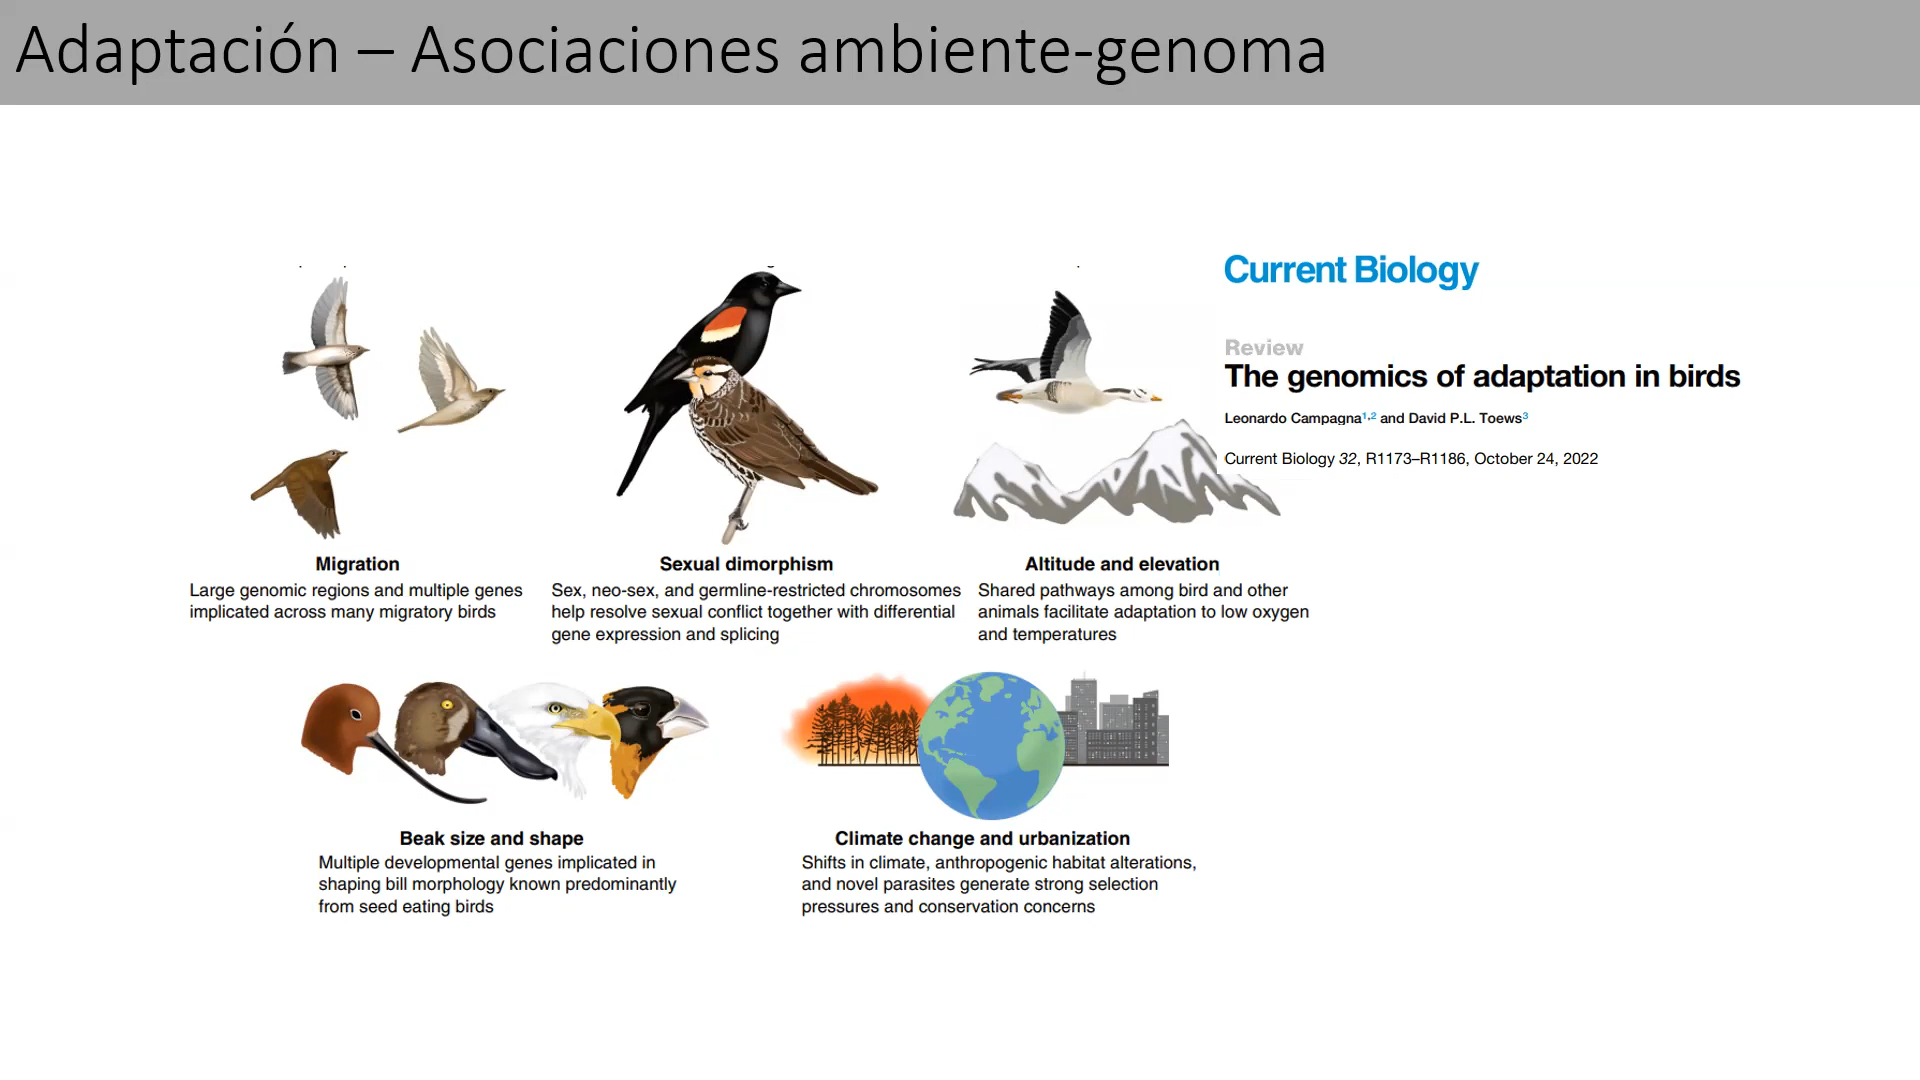 Adaptación – Asociaciones ambiente-genoma
Current Biology
Review
The genomics of adaptation in birds
Leonardo Campagna1,2 and David P.L. Toews3
Current Biology 32, R1173–R1186, October 24, 2022
Migration
Large genomic regions and multiple genes
implicated across many migratory birds
Sexual dimorphism
Sex, neo-sex, and germline-restricted chromosomes
help resolve sexual conflict together with differential
gene expression and splicing
Altitude and elevation
Shared pathways among bird and other
animals facilitate adaptation to low oxygen
and temperatures
Beak size and shape
Multiple developmental genes implicated in
shaping bill morphology known predominantly
from seed eating birds
Climate change and urbanization
Shifts in climate, anthropogenic habitat alterations,
and novel parasites generate strong selection
pressures and conservation concerns